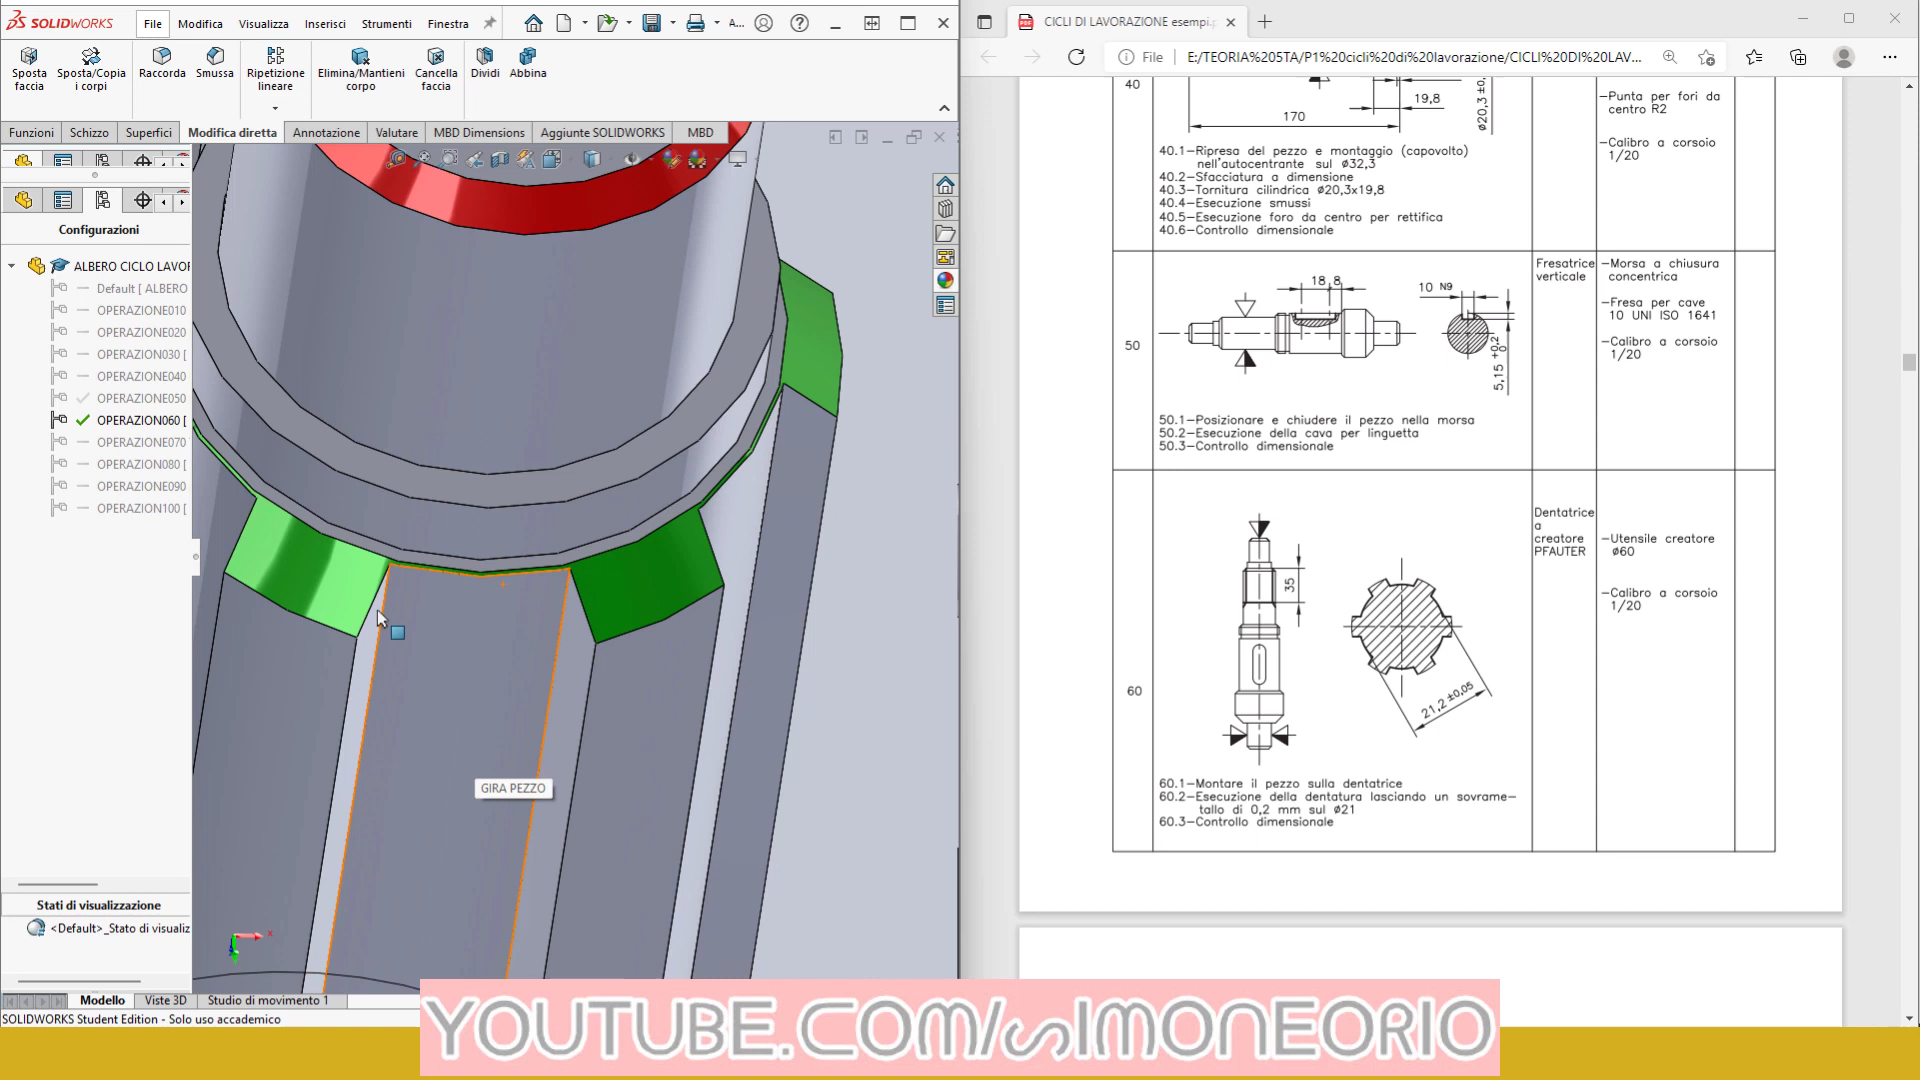 SOLIDWORKS
File
Modifica
Visualizza
Inserisci
Strumenti
Finestra
A...
Sposta faccia
Sposta/Copia i corpi
Raccorda
Smussa
Ripetizione lineare
Elimina/Mantieni corpo
Cancella faccia
Dividi
Abbina
Funzioni
Schizzo
Superfici
Modifica diretta
Annotazione
Valutare
MBD Dimensions
Aggiunte SOLIDWORKS
MBD
Configurazioni
ALBERO CICLO LAVOR
Default [ ALBERO
OPERAZIONE010
OPERAZIONE020
OPERAZIONE030 [
OPERAZIONE040
OPERAZIONE050
OPERAZION060 [
OPERAZIONE070
OPERAZIONE080 [
OPERAZIONE090
OPERAZION100 [
Stati di visualizzazione
<Default>_Stato di visualiz
GIRA PEZZO
Modello
Viste 3D
Studio di movimento 1
SOLIDWORKS Student Edition - Solo uso accademico
CICLI DI LAVORAZIONE esempi.p
File
E:/TEORIA%205TA/P1%20cicli%20di%20lavorazione/CICLI%20DI%20LAV...
40
19,8
170
ø20,3 ±0,
40.1—Ripresa del pezzo e montaggio (capovolto)
nell'autocentrante sul ø32,3
40.2—Sfacciatura a dimensione
40.3—Tornitura cilindrica ø20,3x19,8
40.4—Esecuzione smussi
40.5—Esecuzione foro da centro per rettifica
40.6—Controllo dimensionale
—Punta per fori da
centro R2
—Calibro a corsoio
1/20
50
18
8
10 N9
5,15 +0,2 0
50.1—Posizionare e chiudere il pezzo nella morsa
50.2—Esecuzione della cava per linguetta
50.3—Controllo dimensionale
Fresatrice
verticale
—Morsa a chiusura
concentrica
—Fresa per cave
10 UNI ISO 1641
—Calibro a corsoio
1/20
60
35
21,2 ±0,05
60.1—Montare il pezzo sulla dentatrice
60.2—Esecuzione della dentatura lasciando un sovrame—
tallo di 0,2 mm sul ø21
60.3—Controllo dimensionale
Dentatrice
a
creatore
PFAUTER
—Utensile creatore
ø60
—Calibro a corsoio
1/20
YOUTUBE.COM/SIMONEORIO